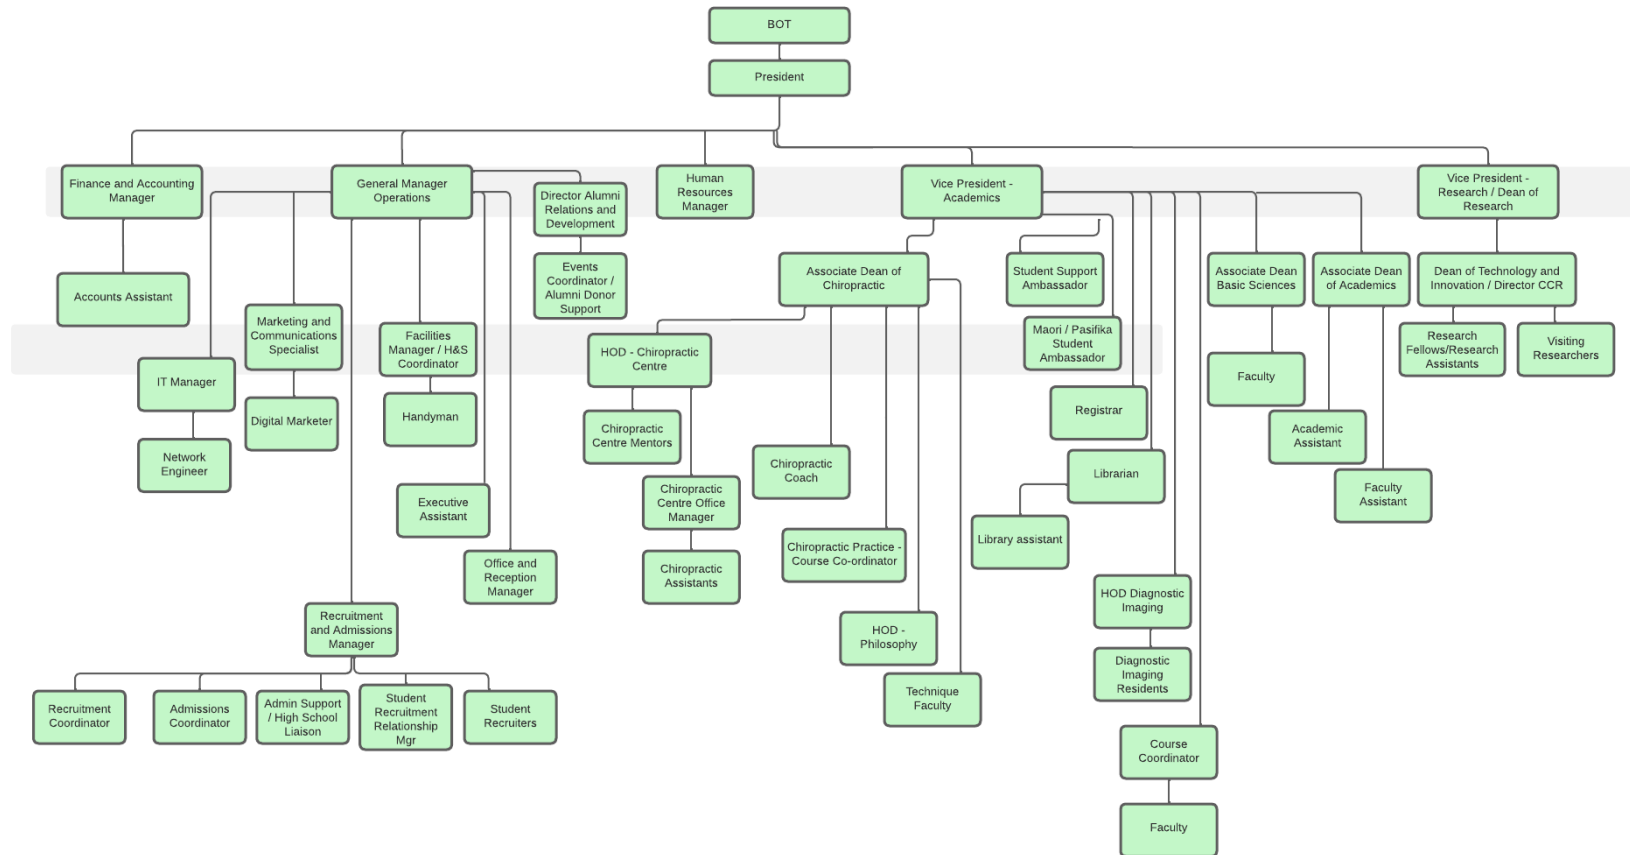 BOT
President
Finance and Accounting
Manager
General Manager
Operations
Director Alumni
Relations and
Development
Human
Resources
Manager
Vice President -
Academics
Vice President -
Research / Dean of
Research
Accounts Assistant
Events
Coordinator /
Alumni Donor
Support
Associate Dean of
Chiropractic
Student Support
Ambassador
Associate Dean
Basic Sciences
Associate Dean
of Academics
Dean of Technology and
Innovation / Director CCR
Marketing and
Communications
Specialist
Facilities
Manager / H&S
Coordinator
HOD - Chiropractic
Centre
Maori / Pasifika
Student
Ambassador
Research
Fellows/Research
Assistants
Visiting
Researchers
IT Manager
Faculty
Digital Marketer
Handyman
Chiropractic
Centre Mentors
Registrar
Academic
Assistant
Network
Engineer
Chiropractic
Coach
Librarian
Executive
Assistant
Chiropractic
Centre Office
Manager
Faculty
Assistant
Chiropractic Practice -
Course Co-ordinator
Library assistant
Office and
Reception
Manager
Chiropractic
Assistants
HOD Diagnostic
Imaging
Recruitment
and Admissions
Manager
HOD -
Philosophy
Diagnostic
Imaging
Residents
Technique
Faculty
Recruitment
Coordinator
Admissions
Coordinator
Admin Support
/ High School
Liaison
Student
Recruitment
Relationship
Mgr
Student
Recruiters
Course
Coordinator
Faculty